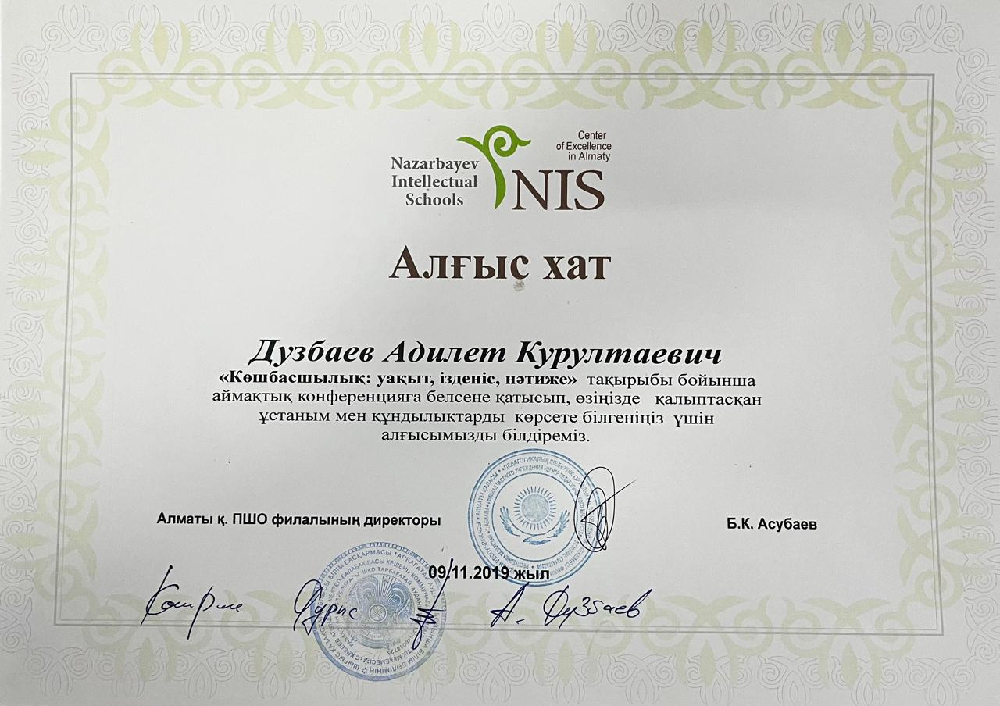 Nazarbayev
Intellectual
Schools
Center
of Excellence
in Almaty
NIS
Алғыс хат
Дузбаев Адилет Курултаевич
«Көшбасшылық: уақыт, ізденіс, нәтиже» тақырыбы бойынша
аймақтық конференцияға белсене қатысып, өзіңізде қалыптасқан
ұстаным мен құндылықтарды көрсете білгеніңіз үшін
алғысымызды білдіреміз.
Алматы қ. ПШО филалының директоры
Б.К. Асубаев
09.11.2019 жыл
А. Дузбаев